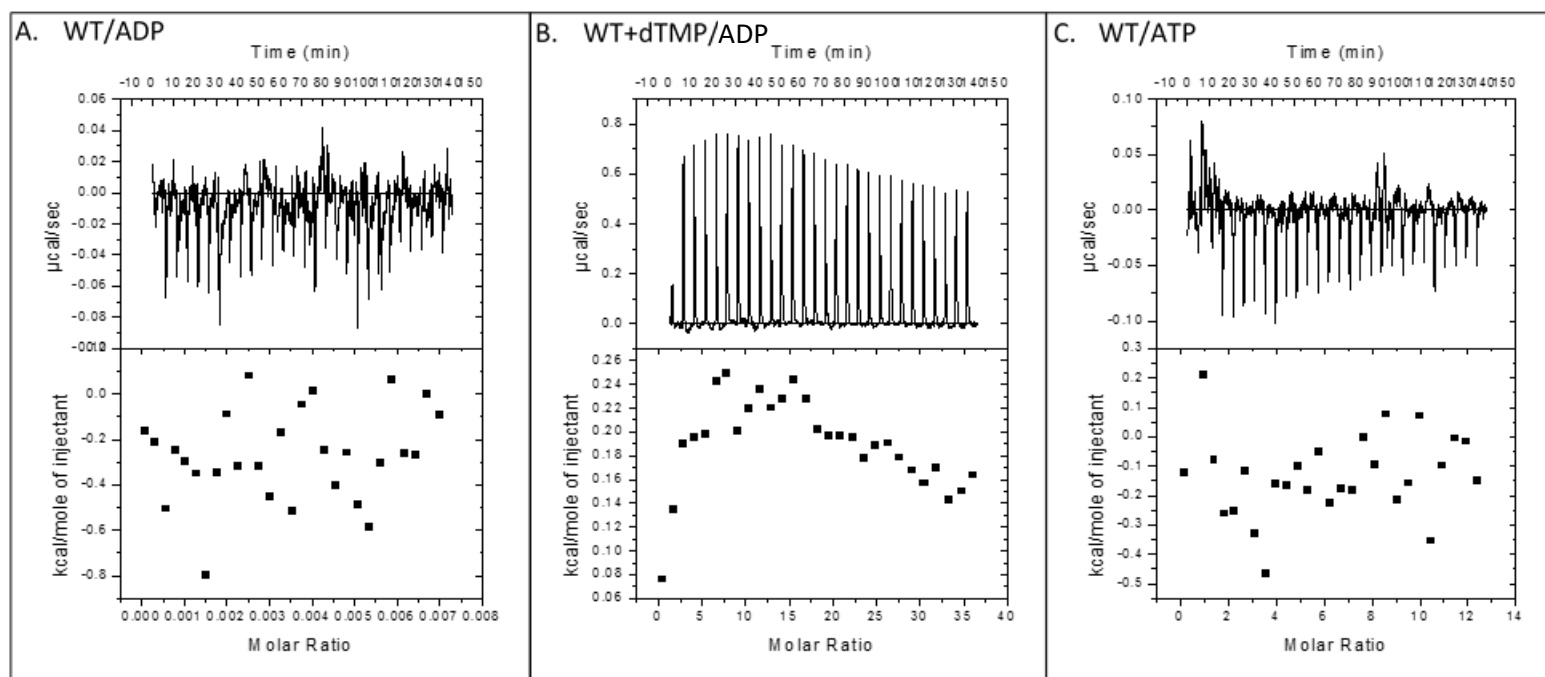 A. WT/ADP
Time (min)
-10 0 10 20 30 40 50 60 70 80 90 100 110 120 130 140 150
0.06
0.04
0.02
0.00
-0.02
-0.04
-0.06
-0.08
µcal/sec
0.0
-0.2
-0.4
-0.6
-0.8
kcal/mole of injectant
0.000 0.001 0.002 0.003 0.004 0.005 0.006 0.007 0.008
Molar Ratio
B. WT+dTMP/ADP
Time (min)
-10 0 10 20 30 40 50 60 70 80 90 100 110 120 130 140 150
0.8
0.6
0.4
0.2
0.0
µcal/sec
0.26
0.24
0.22
0.20
0.18
0.16
0.14
0.12
0.10
0.08
0.06
kcal/mole of injectant
0 5 10 15 20 25 30 35 40
Molar Ratio
C. WT/ATP
Time (min)
-10 0 10 20 30 40 50 60 70 80 90 100 110 120 130 140 150
0.10
0.05
0.00
-0.05
-0.10
µcal/sec
0.3
0.2
0.1
0.0
-0.1
-0.2
-0.3
-0.4
-0.5
kcal/mole of injectant
0 2 4 6 8 10 12 14
Molar Ratio